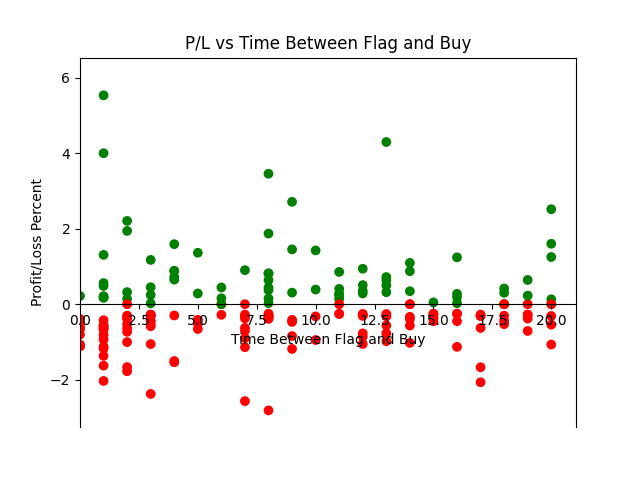 P/L vs Time Between Flag and Buy
Profit/Loss Percent
6
4
2
0
−2
0.0 2.5 5.0 7.5 10.0 12.5 15.0 17.5 20.0
Time Between Flag and Buy